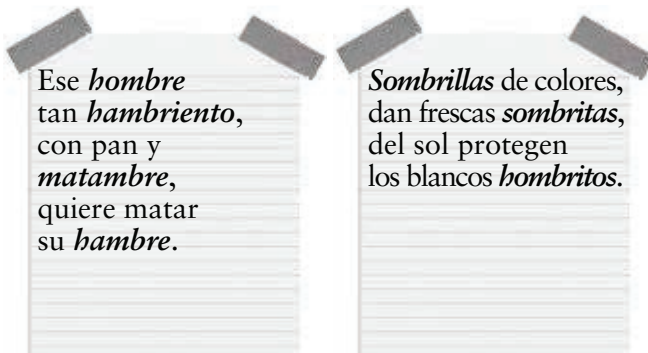 Ese hombre
tan hambriento,
con pan y
matambre,
quiere matar
su hambre.
Sombrillas de colores,
dan frescas sombritas,
del sol protegen
los blancos hombritos.